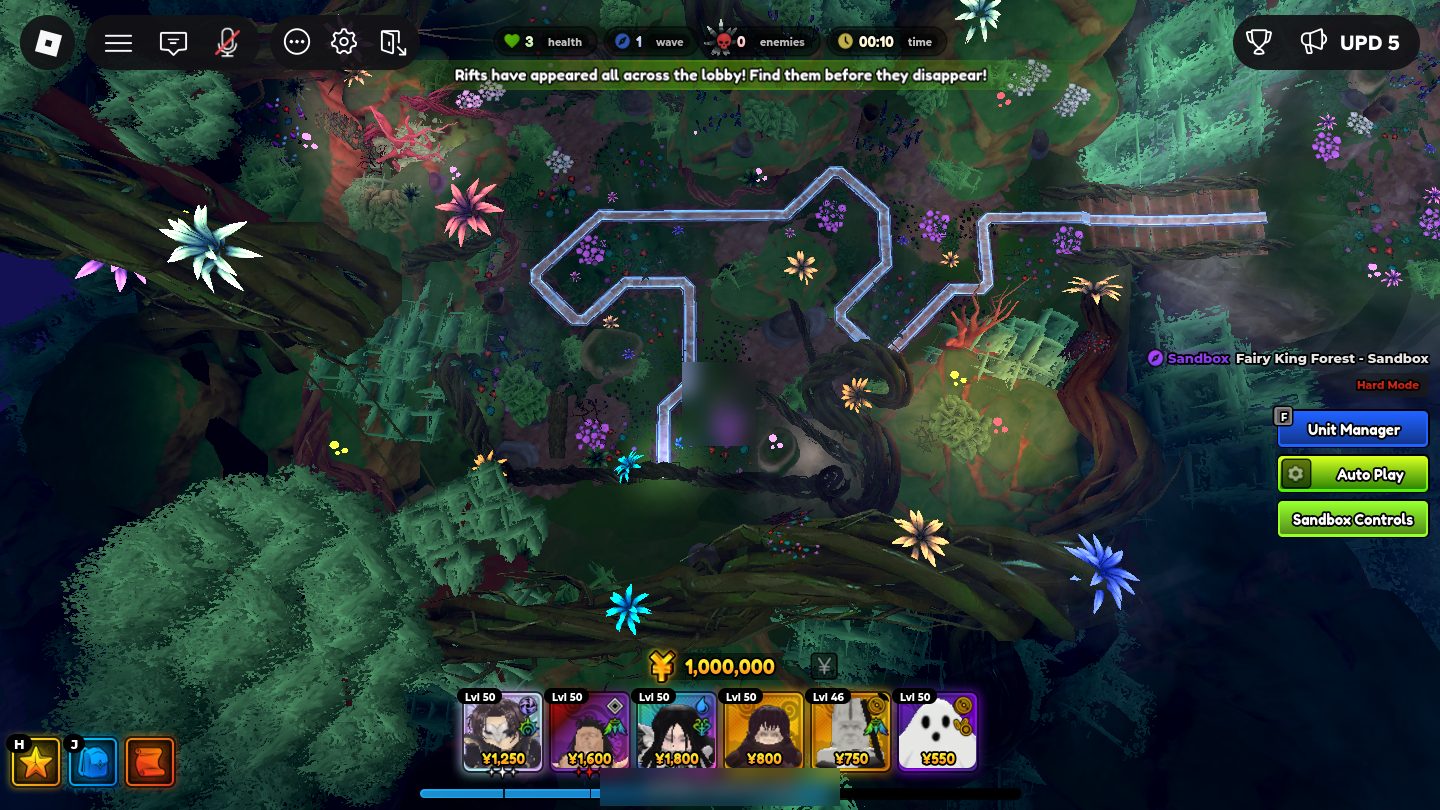 3 health
1 wave
0 enemies
00:10 time
UPD 5
Rifts have appeared all across the lobby! Find them before they disappear!
Sandbox Fairy King Forest - Sandbox
Hard Mode
F
Unit Manager
Auto Play
Sandbox Controls
¥ 1,000,000 ¥
Lvl 50 Lvl 50 Lvl 50 Lvl 50 Lvl 46 Lvl 50
¥1,250 ¥1,600 ¥1,800 ¥800 ¥750 ¥550
H J